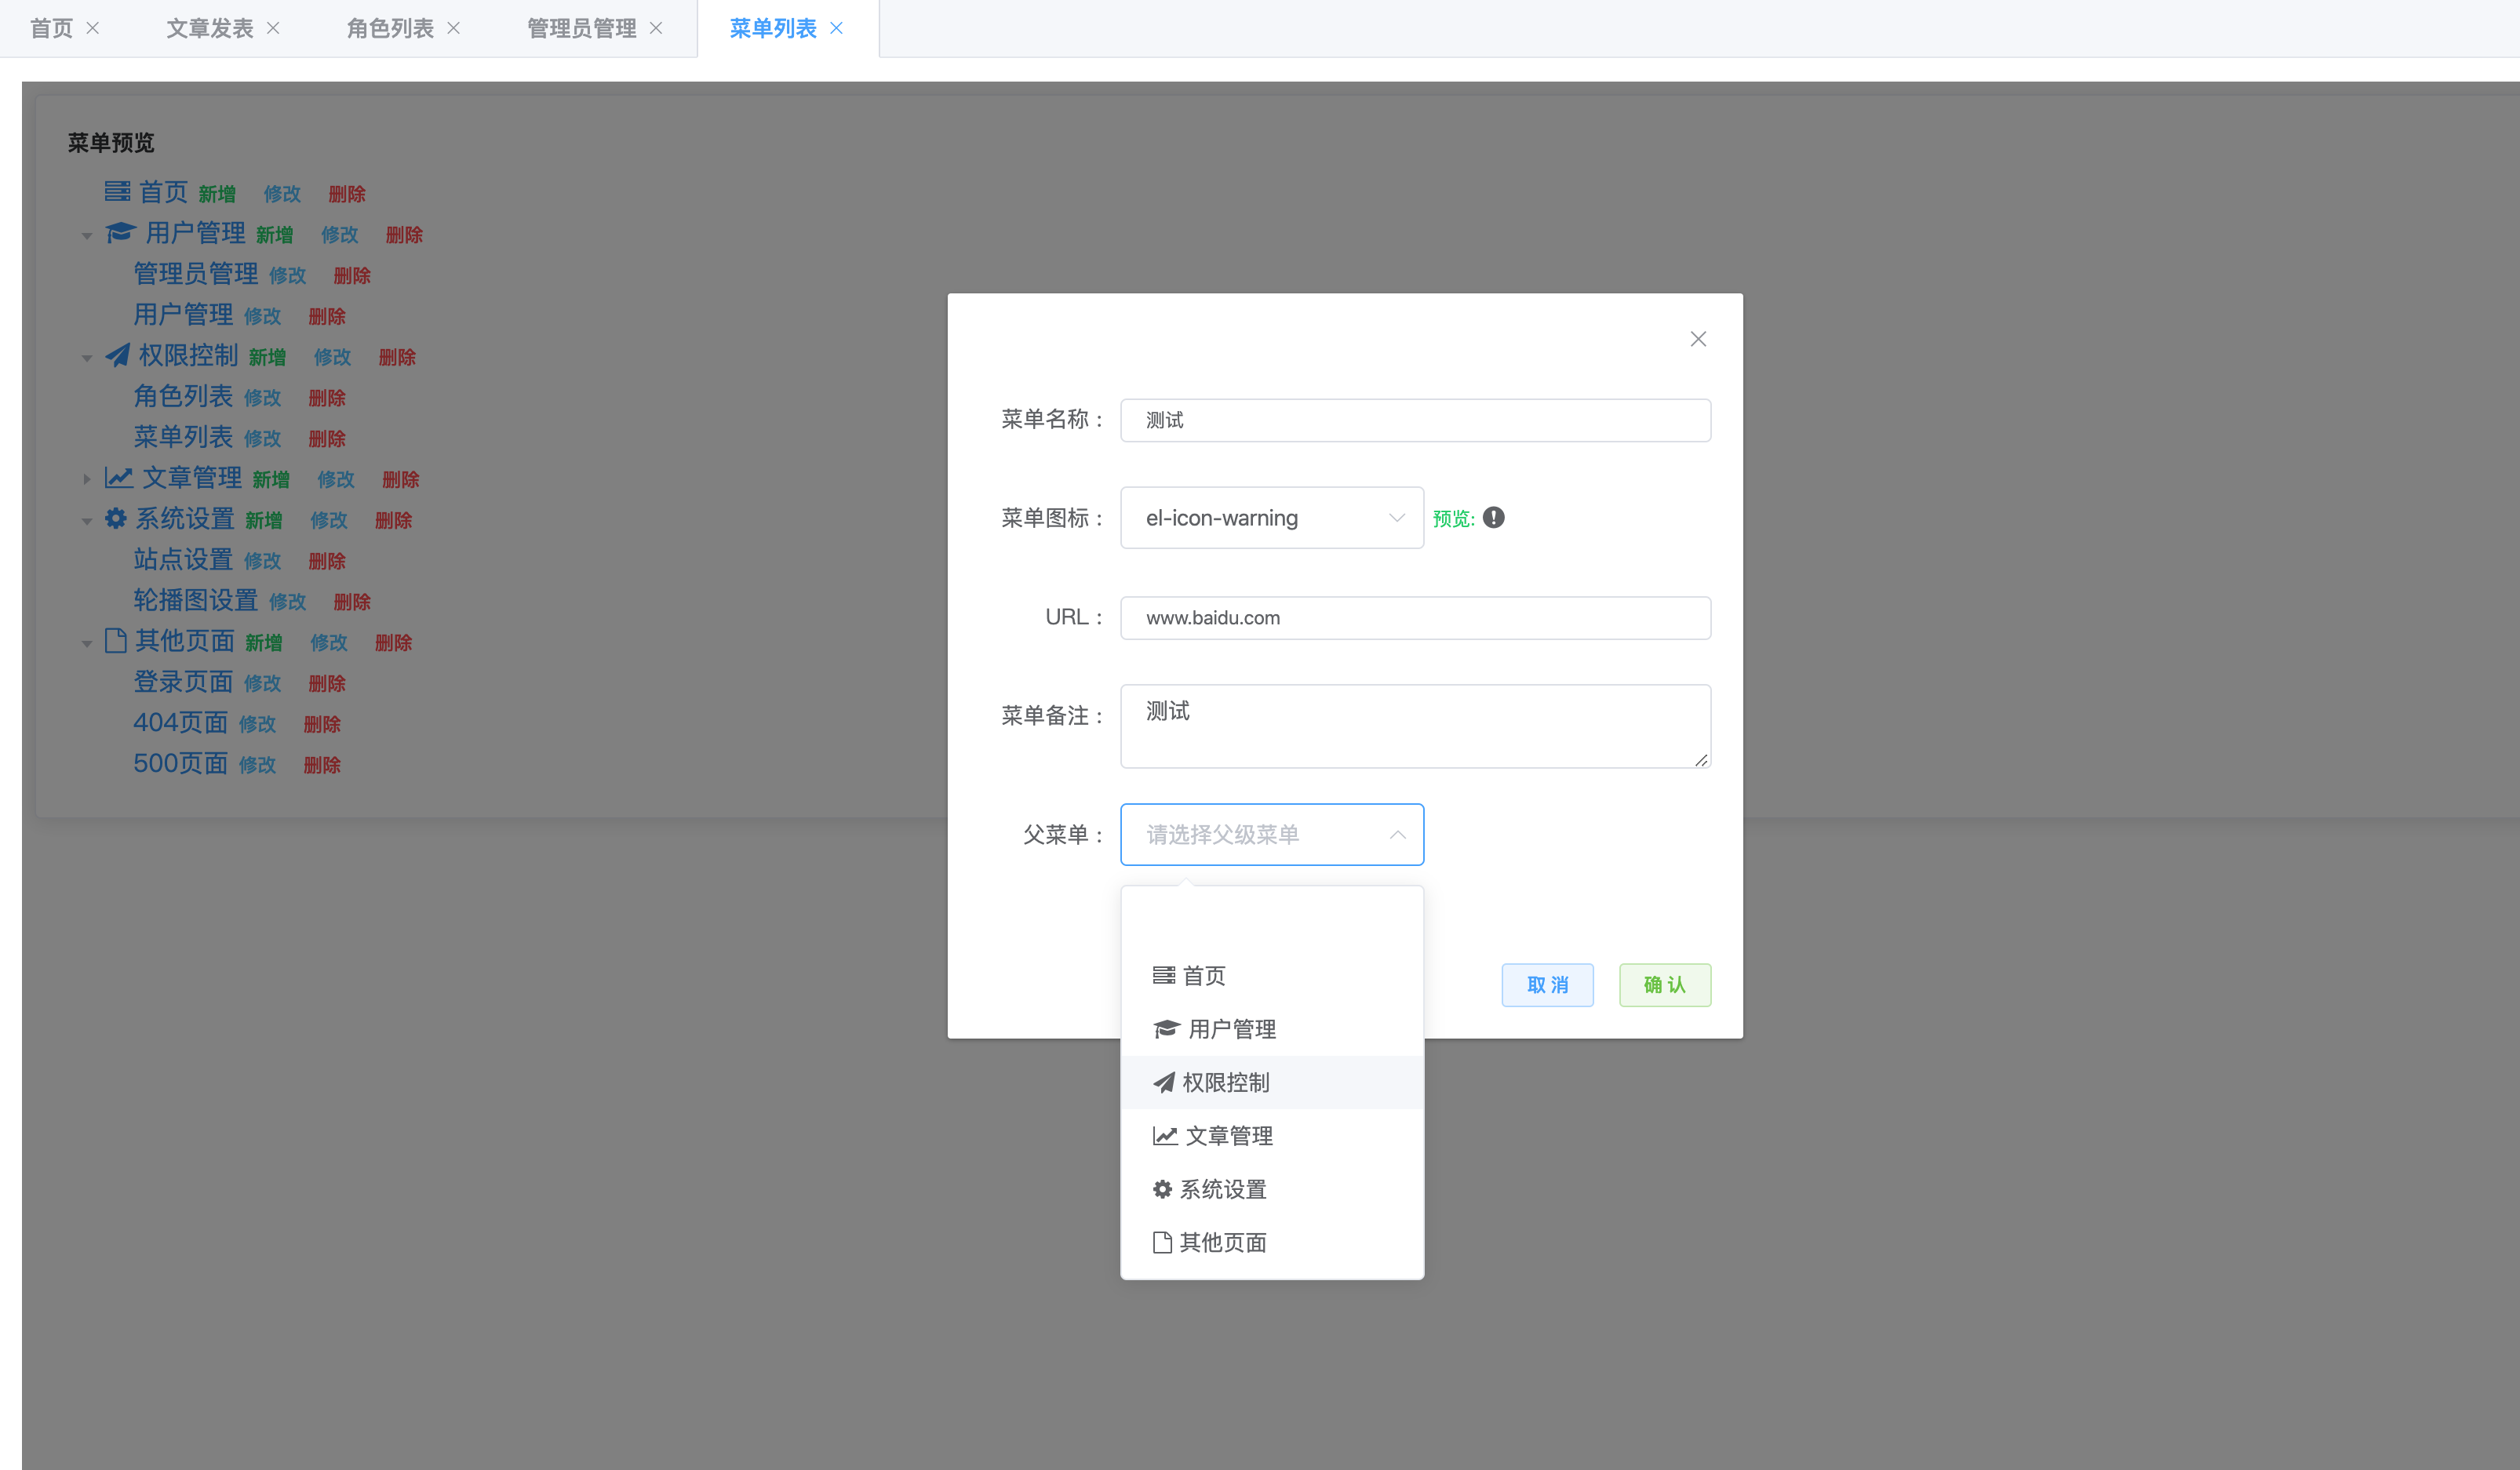 首页 文章发表 角色列表 管理员管理 菜单列表
菜单预览
首页 新增 修改 删除
用户管理 新增 修改 删除
管理员管理 修改 删除
用户管理 修改 删除
权限控制 新增 修改 删除
角色列表 修改 删除
菜单列表 修改 删除
文章管理 新增 修改 删除
系统设置 新增 修改 删除
站点设置 修改 删除
轮播图设置 修改 删除
其他页面 新增 修改 删除
登录页面 修改 删除
404页面 修改 删除
500页面 修改 删除
菜单名称： 测试
菜单图标： el-icon-warning 预览:
URL： www.baidu.com
菜单备注： 测试
父菜单： 请选择父级菜单
首页
用户管理
权限控制
文章管理
系统设置
其他页面
取 消 确 认